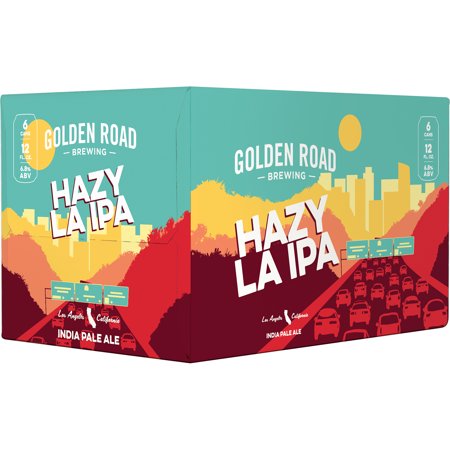 6
CANS
12
FL. OZ.
6.8%
ABV
GOLDEN ROAD
BREWING
HAZY
LA IPA
Los Angeles California
INDIA PALE ALE
GOLDEN ROAD
BREWING
6
CANS
12
FL. OZ.
6.8%
ABV
HAZY
LA IPA
Los Angeles California
INDIA PALE ALE